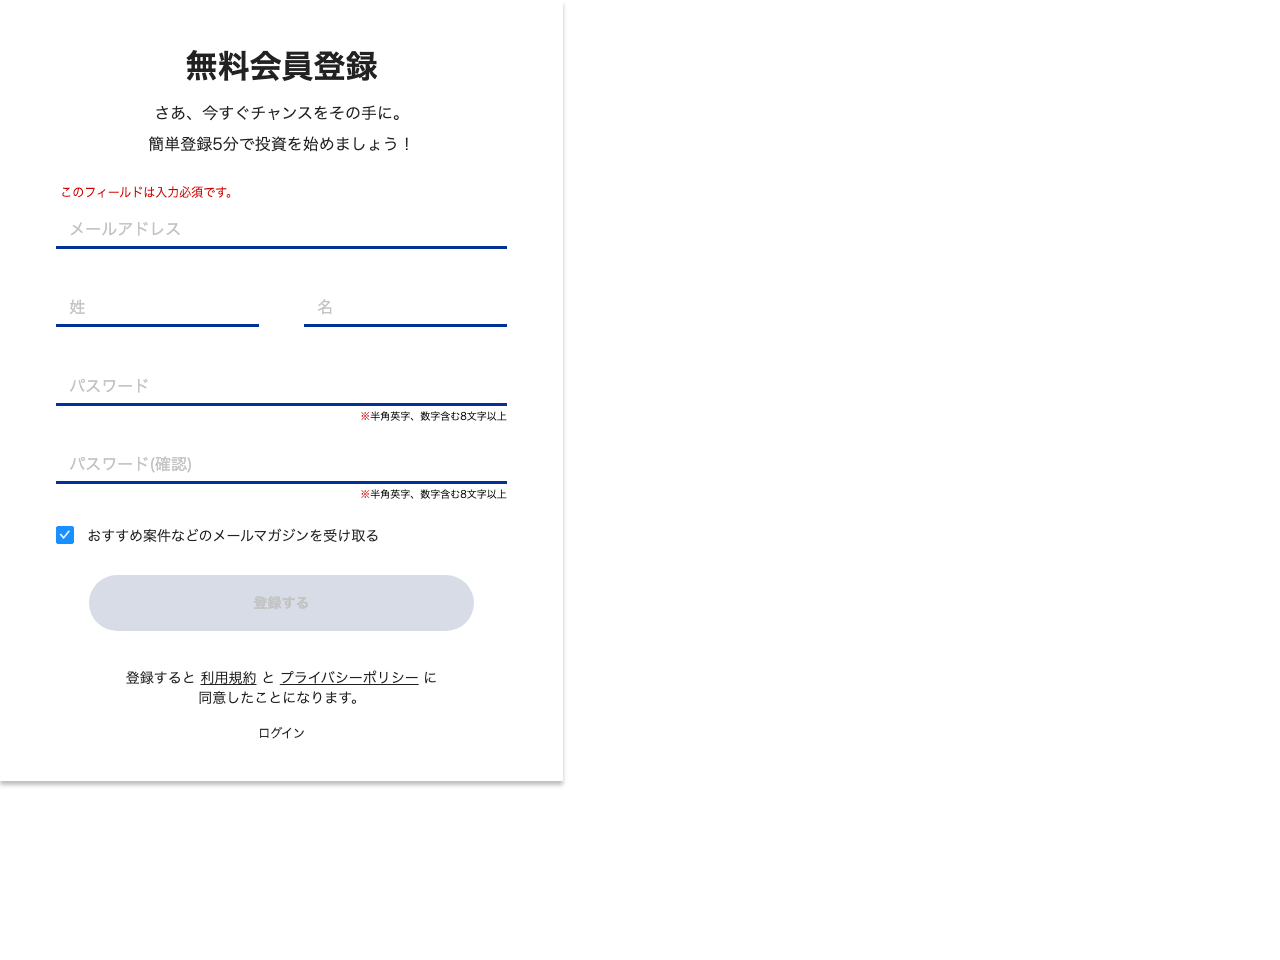 無料会員登録
さあ、今すぐチャンスをその手に。
簡単登録5分で投資を始めましょう！
このフィールドは入力必須です。
メールアドレス
姓 名
パスワード
※半角英字、数字含む8文字以上
パスワード(確認)
※半角英字、数字含む8文字以上
おすすめ案件などのメールマガジンを受け取る
登録する
登録すると 利用規約 と プライバシーポリシー に
同意したことになります。
ログイン